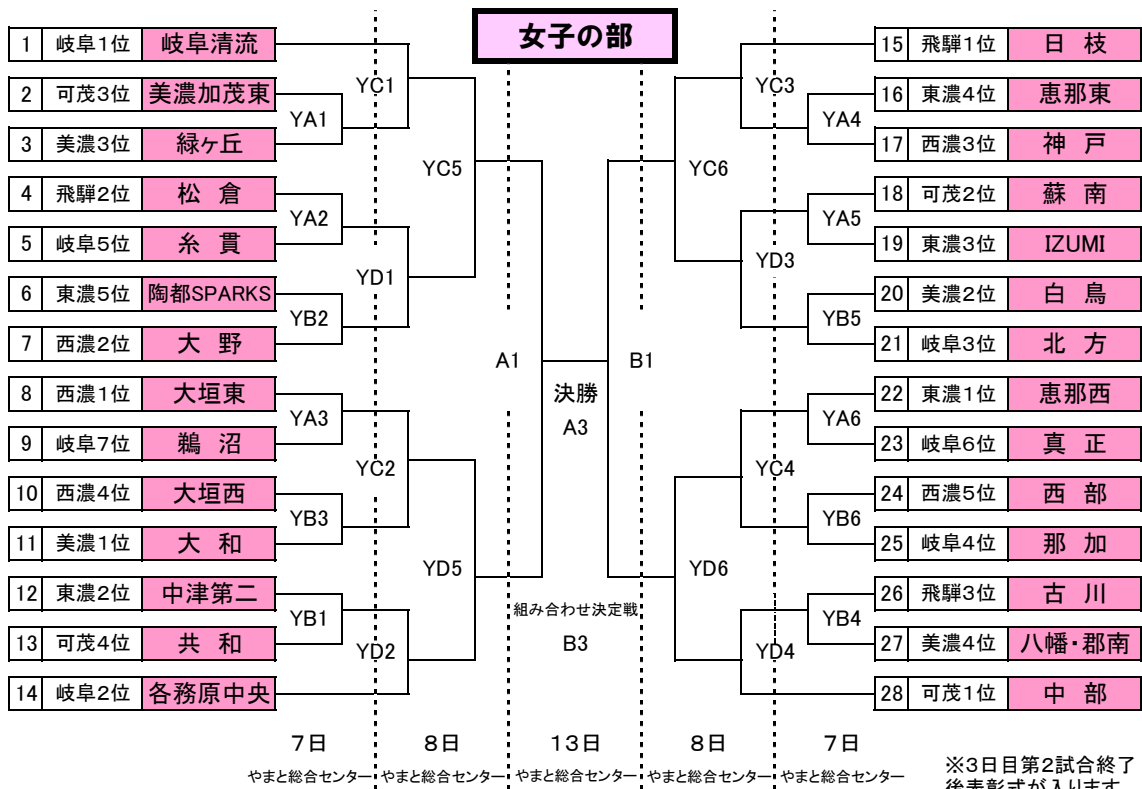 女子の部
1 岐阜1位 岐阜清流
2 可茂3位 美濃加茂東
3 美濃3位 緑ヶ丘
4 飛騨2位 松 倉
5 岐阜5位 糸 貫
6 東濃5位 陶都SPARKS
7 西濃2位 大 野
8 西濃1位 大垣東
9 岐阜7位 鵜 沼
10 西濃4位 大垣西
11 美濃1位 大 和
12 東濃2位 中津第二
13 可茂4位 共 和
14 岐阜2位 各務原中央
YA1
YA2
YB2
YA3
YB3
YB1
YC1
YD1
YC2
YD2
YC5
YD5
A1
決勝
A3
B1
組み合わせ決定戦
B3
YC6
YD6
YC3
YD3
YC4
YD4
YA4
YA5
YB5
YA6
YB6
YB4
15 飛騨1位 日 枝
16 東濃4位 恵那東
17 西濃3位 神 戸
18 可茂2位 蘇 南
19 東濃3位 IZUMI
20 美濃2位 白 鳥
21 岐阜3位 北 方
22 東濃1位 恵那西
23 岐阜6位 真 正
24 西濃5位 西 部
25 岐阜4位 那 加
26 飛騨3位 古 川
27 美濃4位 八幡・郡南
28 可茂1位 中 部
7日 8日 13日 8日 7日
やまと総合センター やまと総合センター やまと総合センター やまと総合センター やまと総合センター
※3日目第2試合終了
後表彰式が入ります